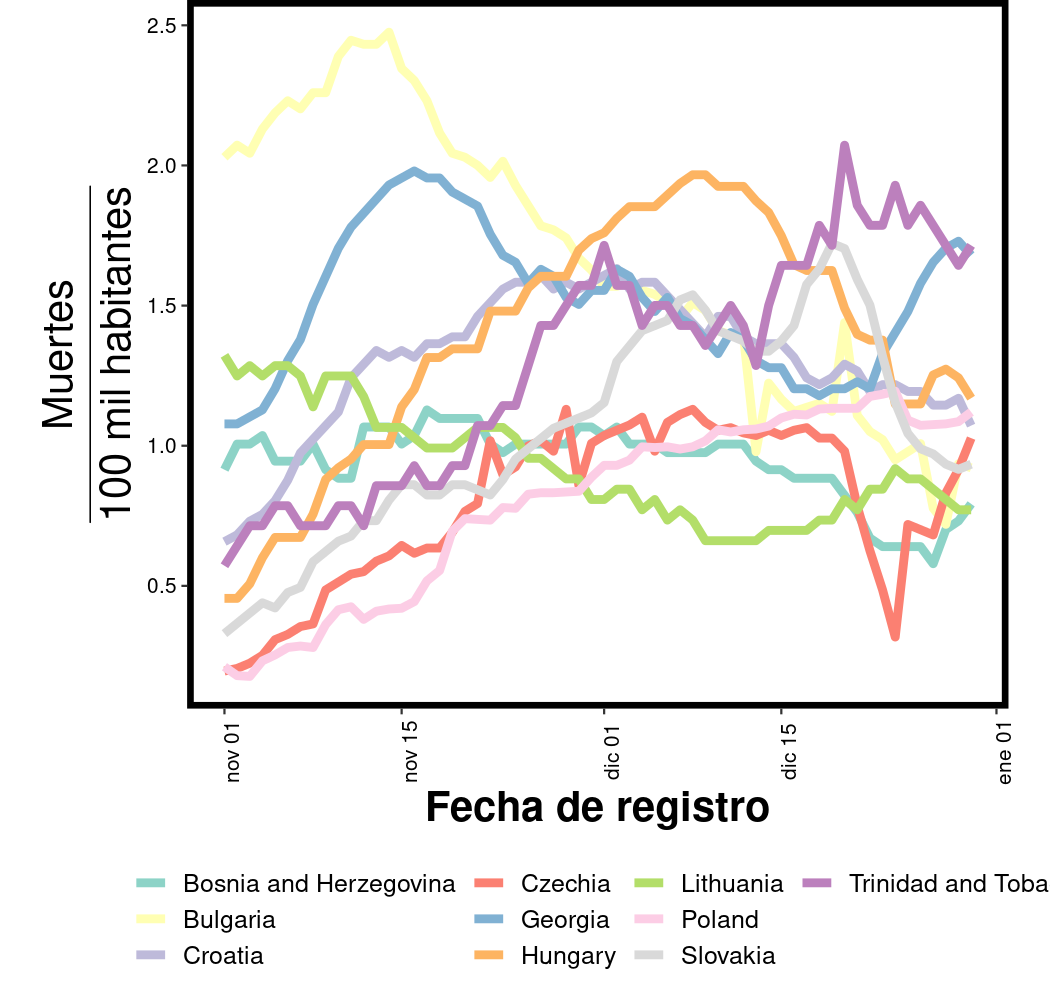 2.5
2.0
1.5
1.0
0.5
Muertes
100 mil habitantes
nov 01
nov 15
dic 01
dic 15
ene 01
Fecha de registro
Bosnia and Herzegovina
Czechia
Lithuania
Trinidad and Toba
Bulgaria
Georgia
Poland
Croatia
Hungary
Slovakia